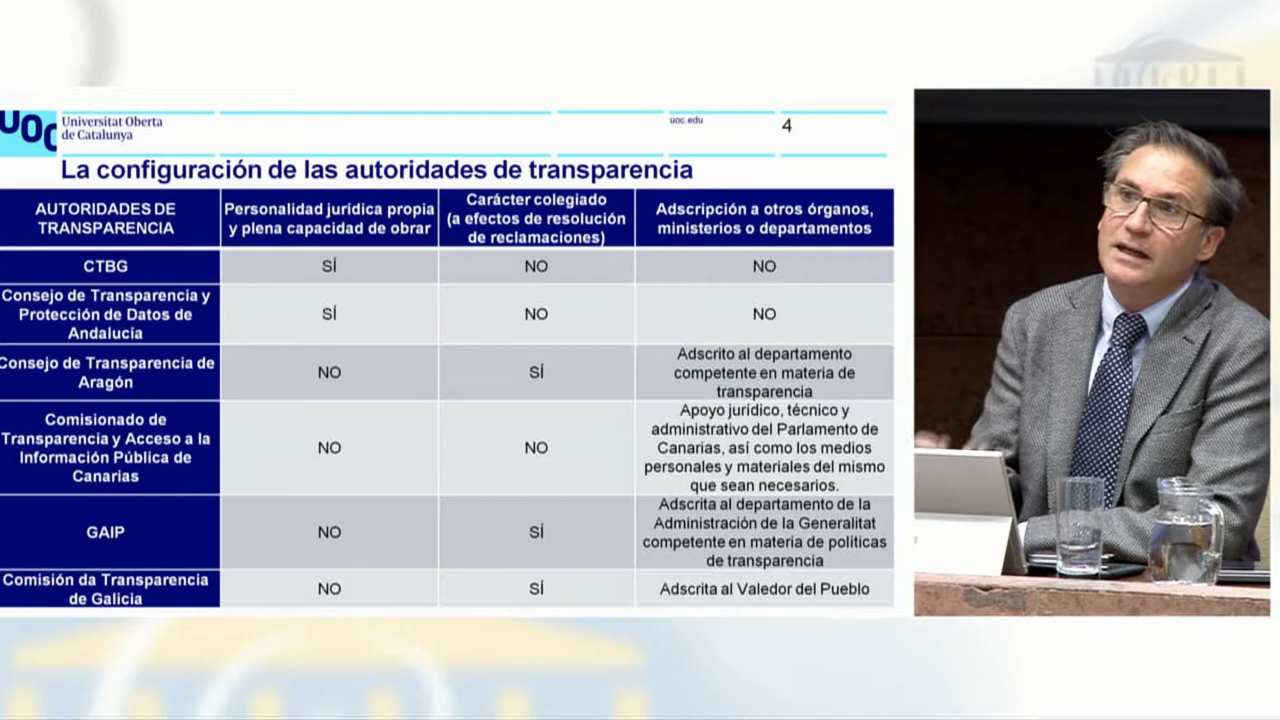 UOC
Universitat Oberta
de Catalunya
uoc.edu
4
La configuración de las autoridades de transparencia
AUTORIDADES DE
TRANSPARENCIA
Personalidad jurídica propia
y plena capacidad de obrar
Carácter colegiado
(a efectos de resolución
de reclamaciones)
Adscripción a otros órganos,
ministerios o departamentos
CTBG
SÍ
NO
NO
Consejo de Transparencia y
Protección de Datos de
Andalucía
SÍ
NO
NO
Consejo de Transparencia de
Aragón
NO
SÍ
Adscrito al departamento
competente en materia de
transparencia
Comisionado de
Transparencia y Acceso a la
Información Pública de
Canarias
NO
NO
Apoyo jurídico, técnico y
administrativo del Parlamento de
Canarias, así como los medios
personales y materiales del mismo
que sean necesarios.
GAIP
NO
SÍ
Adscrita al departamento de la
Administración de la Generalitat
competente en materia de políticas
de transparencia
Comisión da Transparencia
de Galicia
NO
SÍ
Adscrita al Valedor del Pueblo